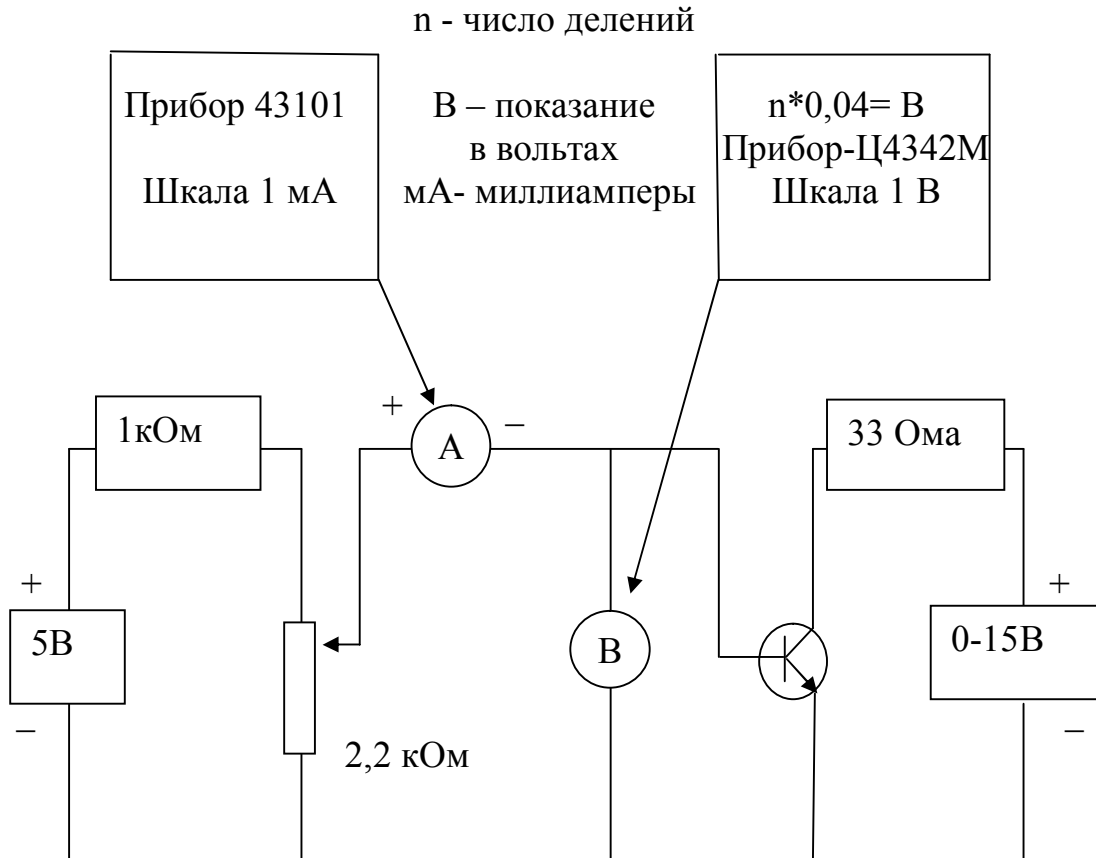 n - число делений
Прибор 43101
Шкала 1 мА
В – показание
в вольтах
мА- миллиамперы
n*0,04= В
Прибор-Ц4342М
Шкала 1 В
1кОм
+
А
–
33 Ома
+
5В
–
В
+
0-15В
–
2,2 кОм